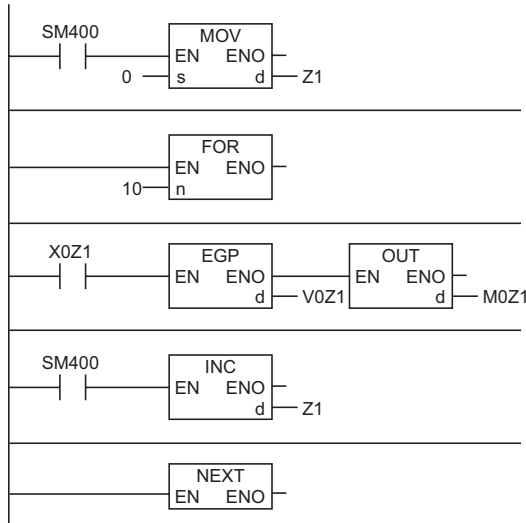 SM400
MOV
EN ENO
0 s d Z1
FOR
EN ENO
10 n
X0Z1 EGP OUT
EN ENO EN ENO
d V0Z1 d M0Z1
SM400
INC
EN ENO
d Z1
NEXT
EN ENO